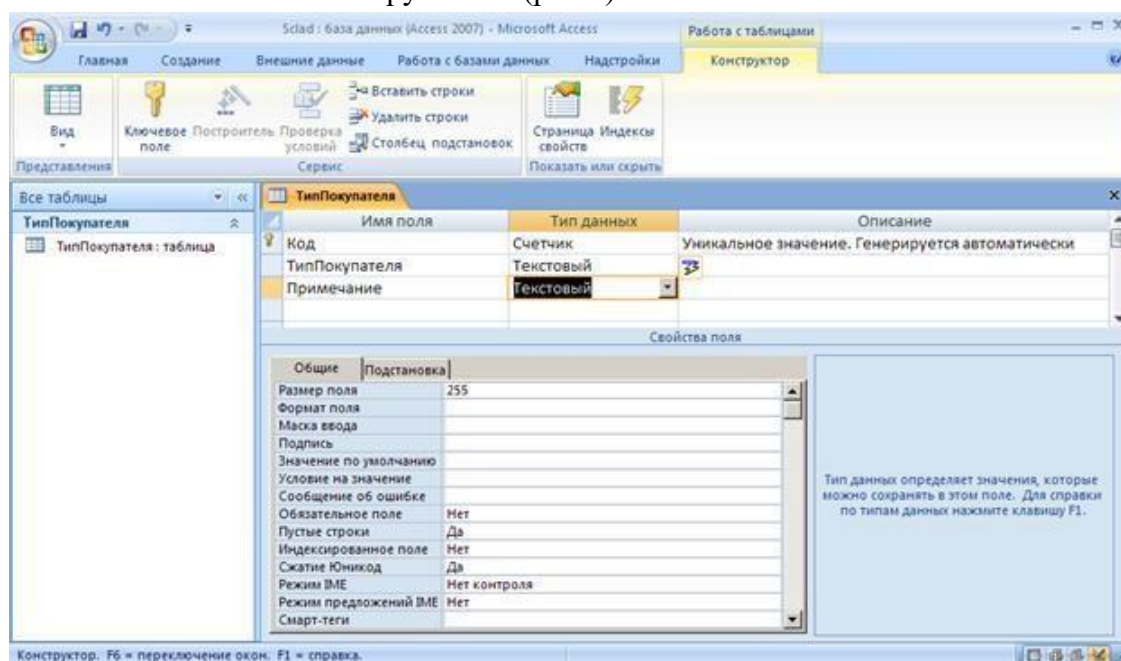 Sclad : база данных (Access 2007) - Microsoft Access
Работа с таблицами
Главная Создание Внешние данные Работа с базами данных Надстройки Конструктор
Вид
Ключевое поле
Построитель
Проверка условий
Вставить строки
Удалить строки
Столбец подстановок
Страница свойств
Индексы
Представления Сервис Показать или скрыть
Все таблицы
ТипПокупателя
ТипПокупателя : таблица
ТипПокупателя
Имя поля Тип данных Описание
Код Счетчик Уникальное значение. Генерируется автоматически
ТипПокупателя Текстовый
Примечание Текстовый
Свойства поля
Общие Подстановка
Размер поля 255
Формат поля
Маска ввода
Подпись
Значение по умолчанию
Условие на значение
Сообщение об ошибке
Обязательное поле Нет
Пустые строки Да
Индексированное поле Нет
Сжатие Юникод Да
Режим IME Нет контроля
Режим предложений IME Нет
Смарт-теги
Тип данных определяет значения, которые
можно сохранять в этом поле. Для справки
по типам данных нажмите клавишу F1.
Конструктор. F6 = переключение окон. F1 = справка.